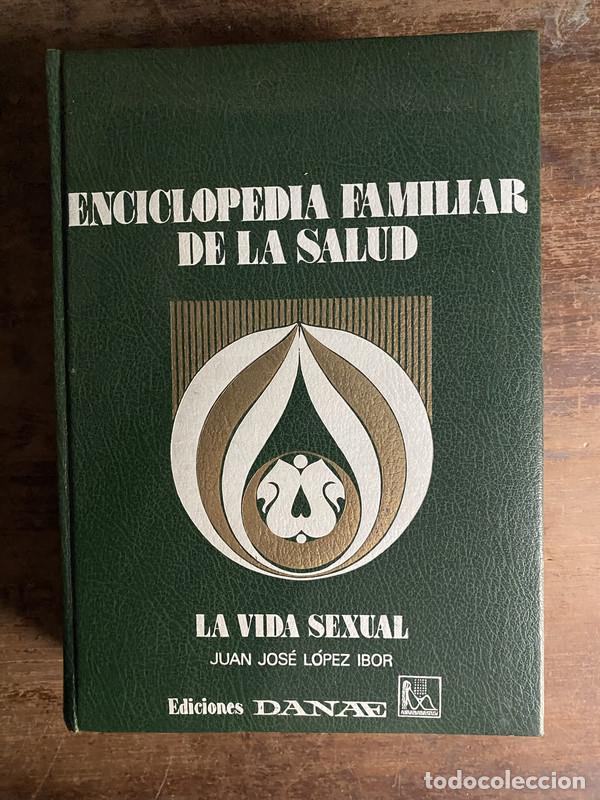 ENCICLOPEDIA FAMILIAR
DE LA SALUD
LA VIDA SEXUAL
JUAN JOSÉ LÓPEZ IBOR
Ediciones DANAE
todocoleccion